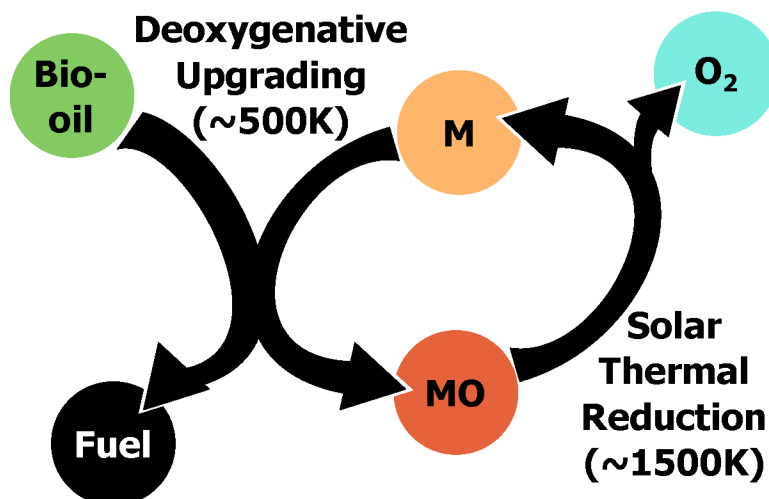 Bio-
oil
Deoxygenative
Upgrading
(~500K)
M
O₂
MO
Solar
Thermal
Reduction
(~1500K)
Fuel